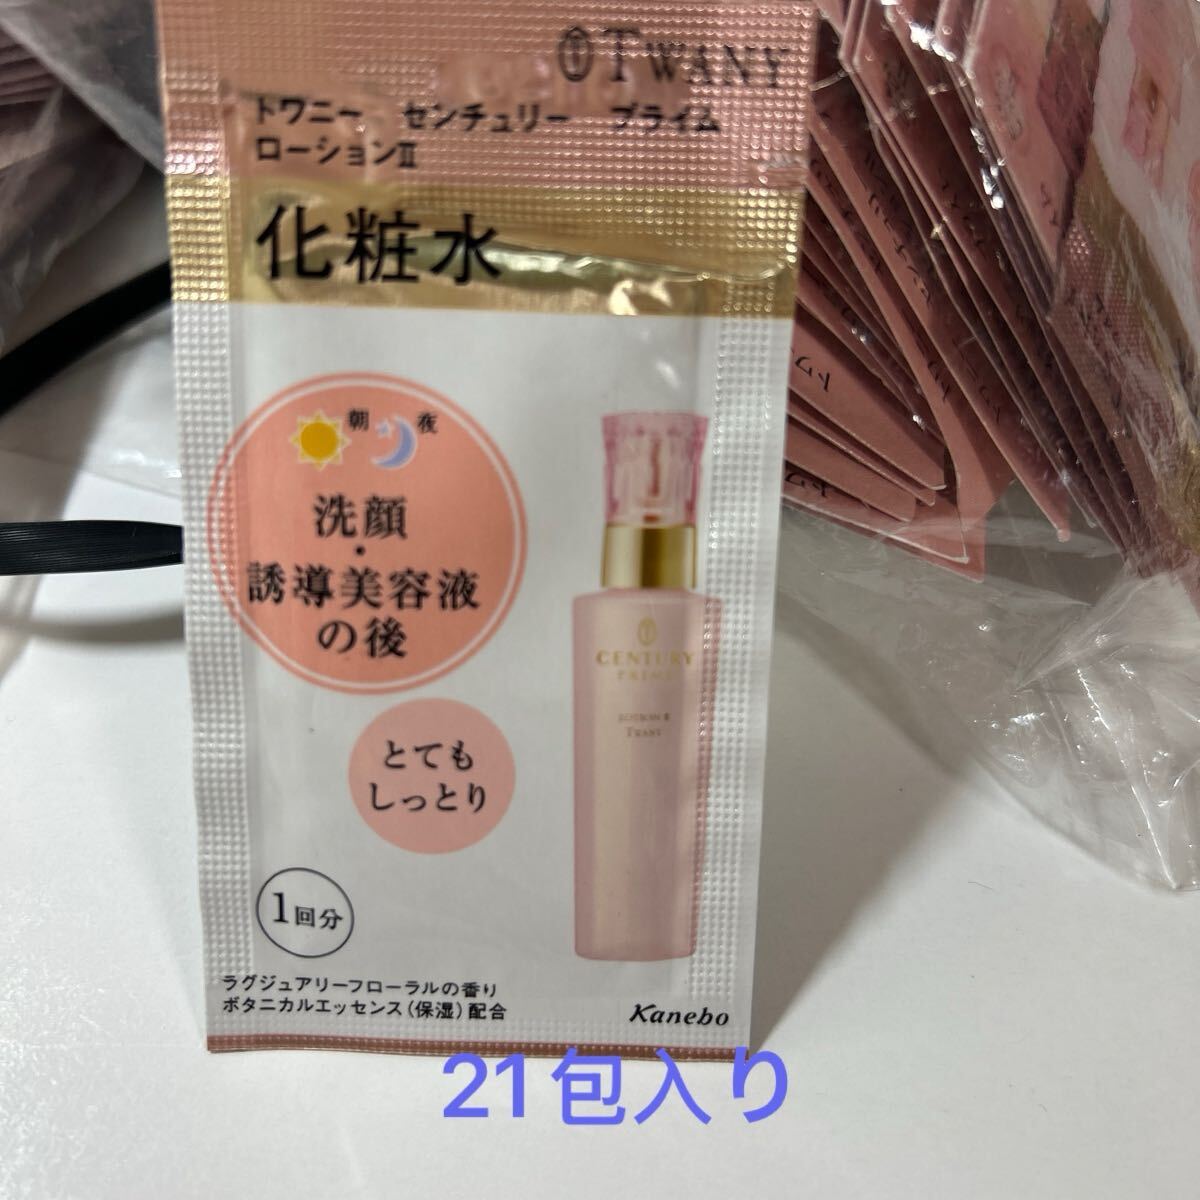 TWANY
トワニー センチュリー プライム
ローションⅡ
化粧水
朝 夜
洗顔
・
誘導美容液
の後
CENTURY
PRIME
LOTION Ⅱ
TWANY
とても
しっとり
1回分
ラグジュアリーフローラルの香り
ボタニカルエッセンス(保湿)配合
Kanebo
21包入り